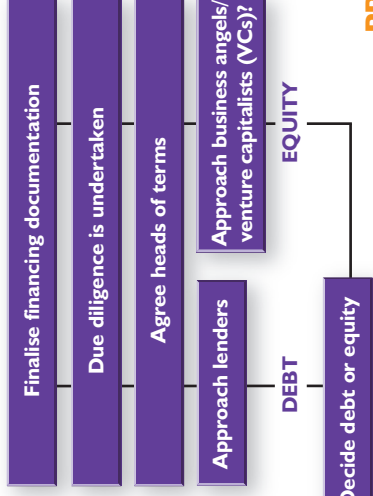 Finalise financing documentation
Due diligence is undertaken
Agree heads of terms
Approach lenders
Approach business angels/
venture capitalists (VCs)?
DEBT
EQUITY
Decide debt or equity